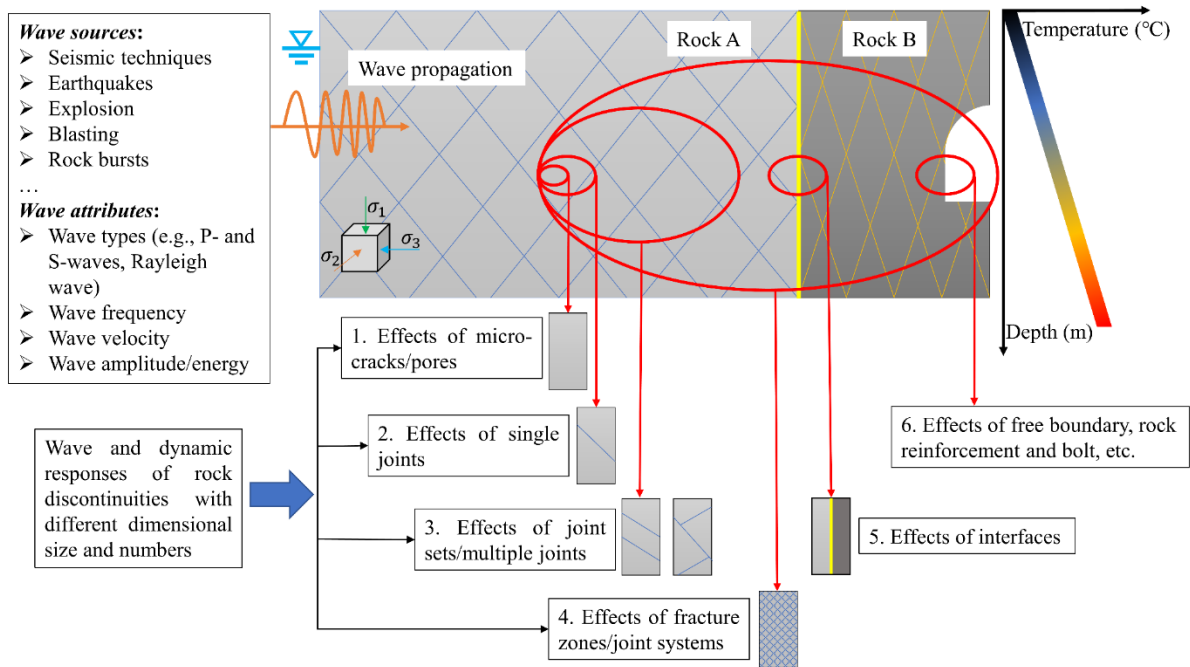 Wave sources:
Seismic techniques
Earthquakes
Explosion
Blasting
Rock bursts
…
Wave attributes:
Wave types (e.g., P- and
S-waves, Rayleigh
wave)
Wave frequency
Wave velocity
Wave amplitude/energy
Wave propagation
Rock A
Rock B
Temperature (℃)
σ₁
σ₃
σ₂
Depth (m)
1. Effects of micro-
cracks/pores
2. Effects of single
joints
3. Effects of joint
sets/multiple joints
4. Effects of fracture
zones/joint systems
5. Effects of interfaces
6. Effects of free boundary, rock
reinforcement and bolt, etc.
Wave and dynamic
responses of rock
discontinuities with
different dimensional
size and numbers